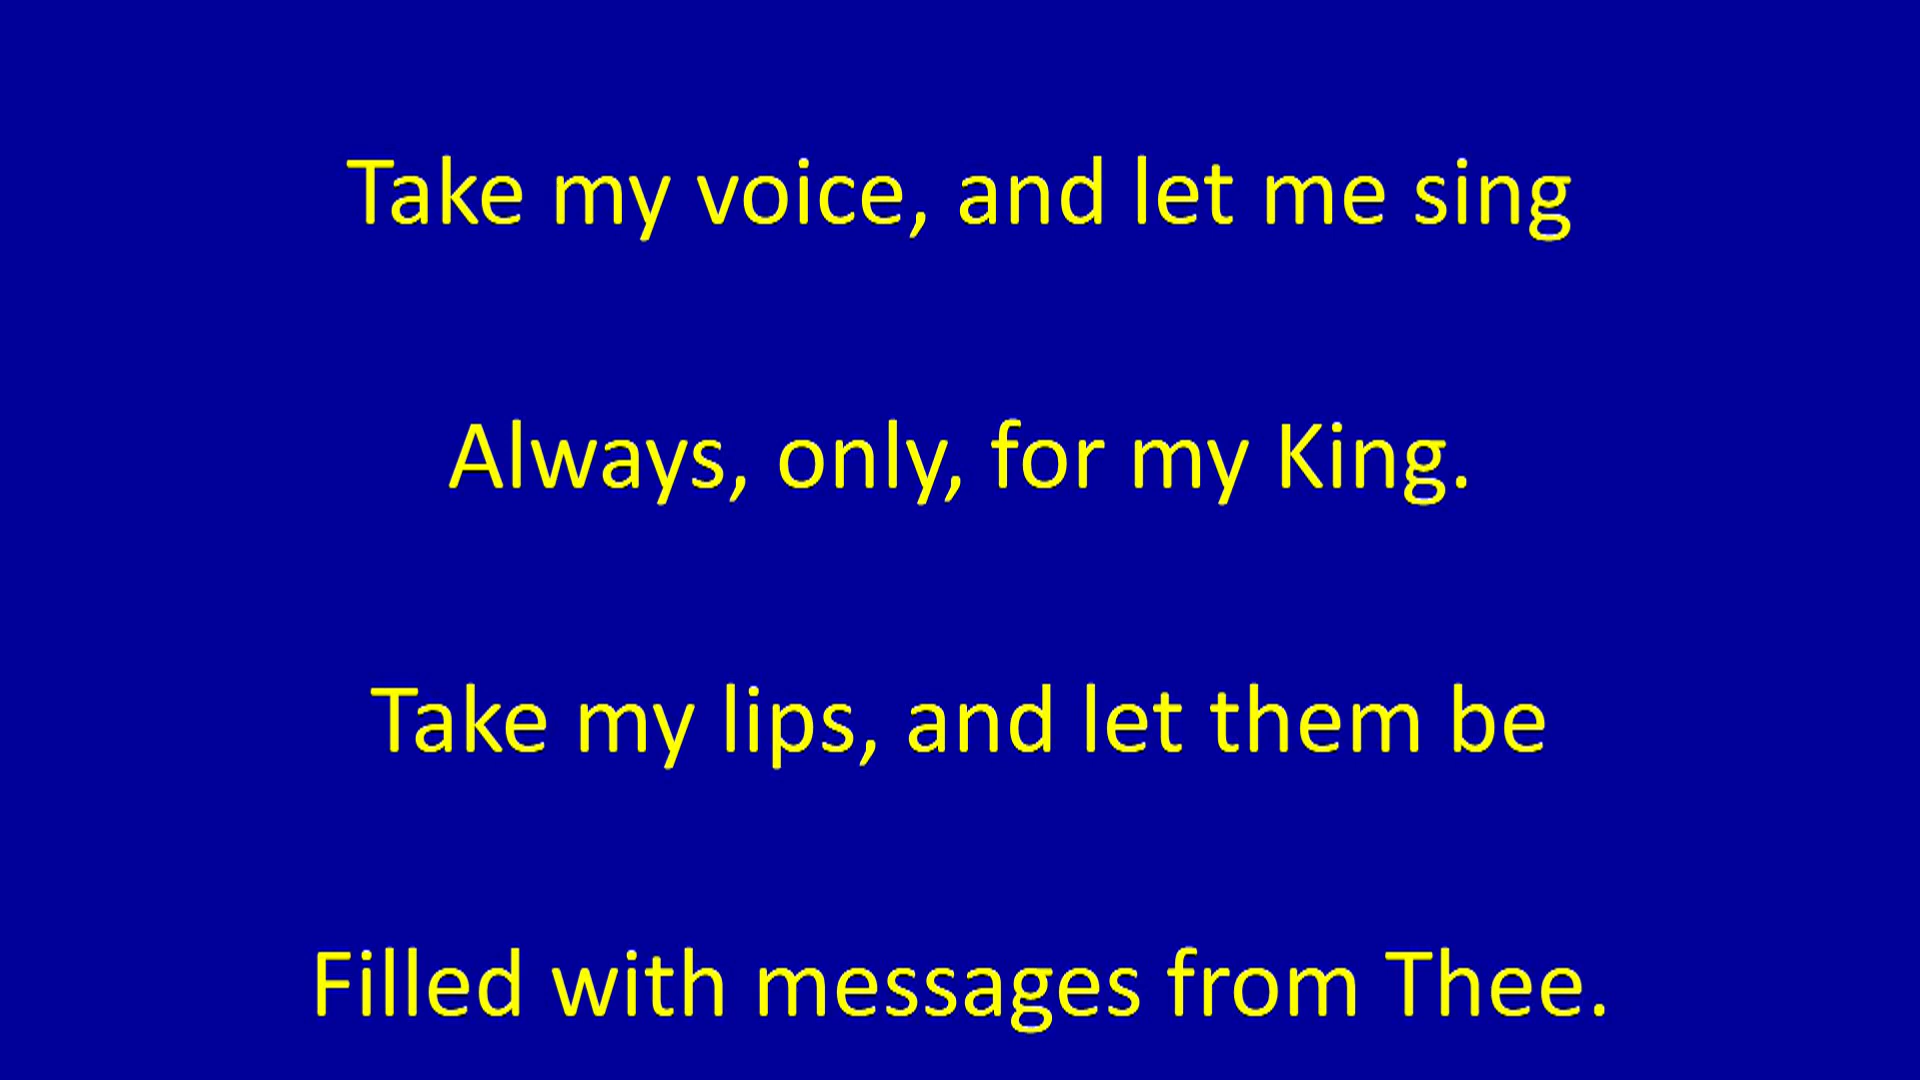 Take my voice, and let me sing
Always, only, for my King.
Take my lips, and let them be
Filled with messages from Thee.